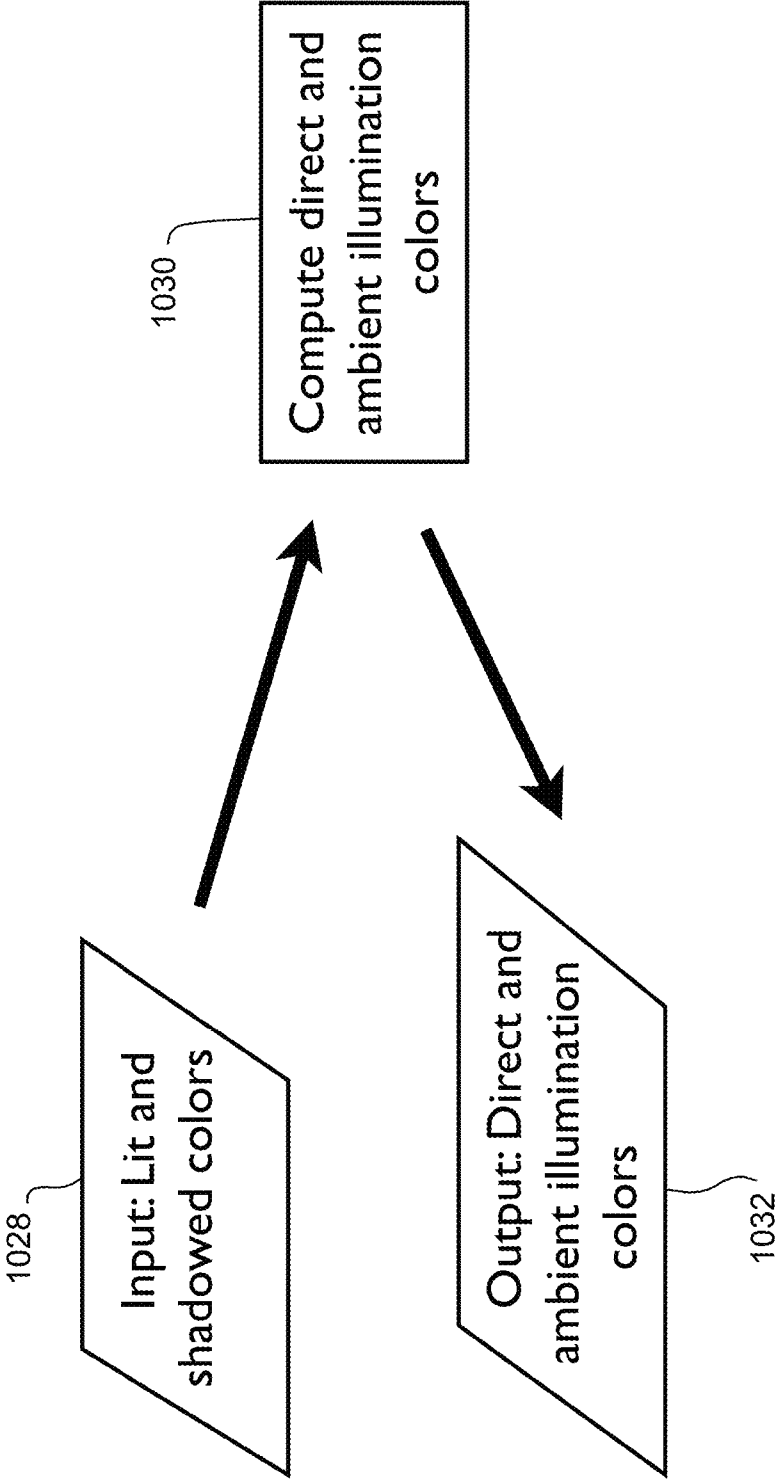 1028
Input: Lit and
shadowed colors
1030
Compute direct and
ambient illumination
colors
Output: Direct and
ambient illumination
colors
1032